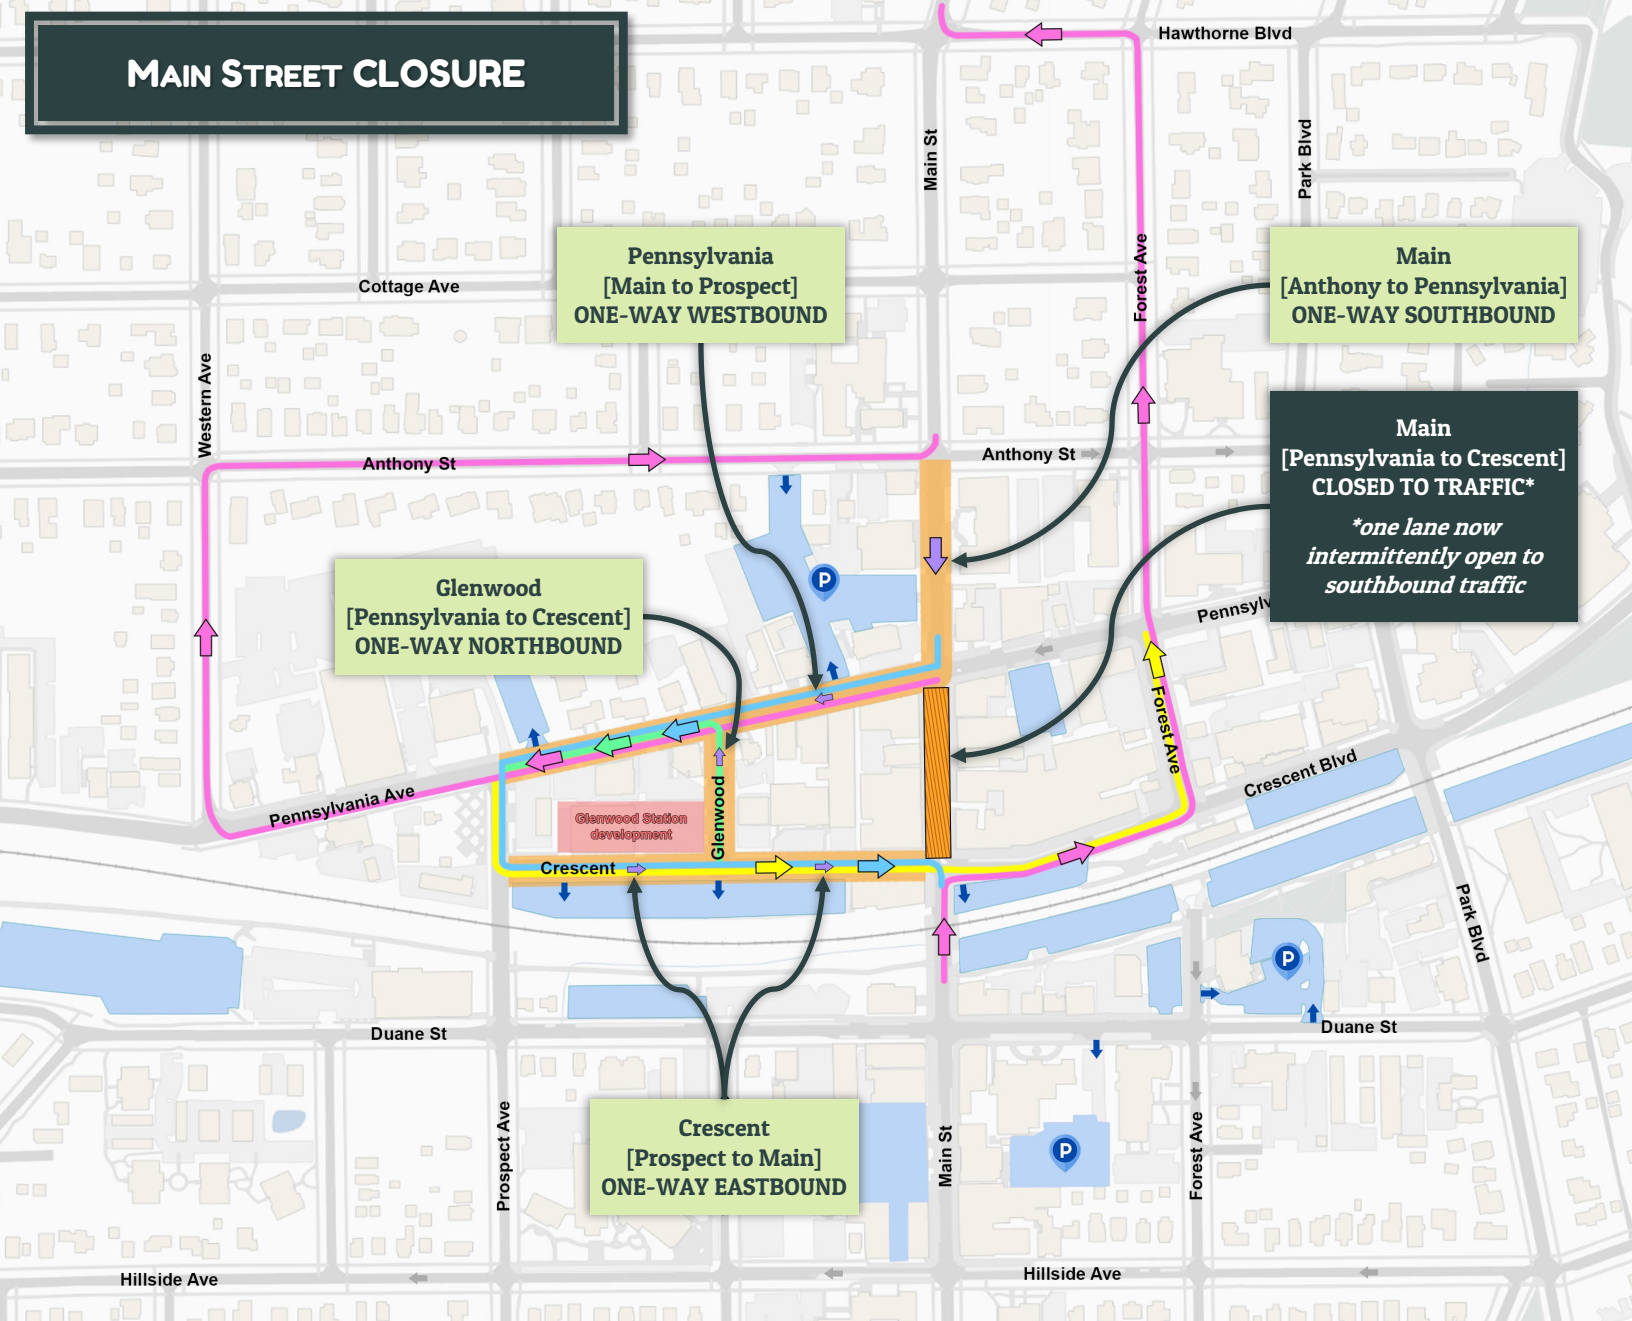 MAIN STREET CLOSURE
Hawthorne Blvd
Main St
Park Blvd
Pennsylvania
[Main to Prospect]
ONE-WAY WESTBOUND
Main
[Anthony to Pennsylvania]
ONE-WAY SOUTHBOUND
Forest Ave
Cottage Ave
Western Ave
Main
[Pennsylvania to Crescent]
CLOSED TO TRAFFIC*
*one lane now
intermittently open to
southbound traffic
Anthony St
Anthony St
Glenwood
[Pennsylvania to Crescent]
ONE-WAY NORTHBOUND
P
Pennsylv
Forest Ave
Crescent Blvd
Pennsylvania Ave
Glenwood Station
development
Glenwood
Crescent
Park Blvd
P
Duane St
Duane St
Prospect Ave
Crescent
[Prospect to Main]
ONE-WAY EASTBOUND
Main St
P
Forest Ave
Hillside Ave
Hillside Ave